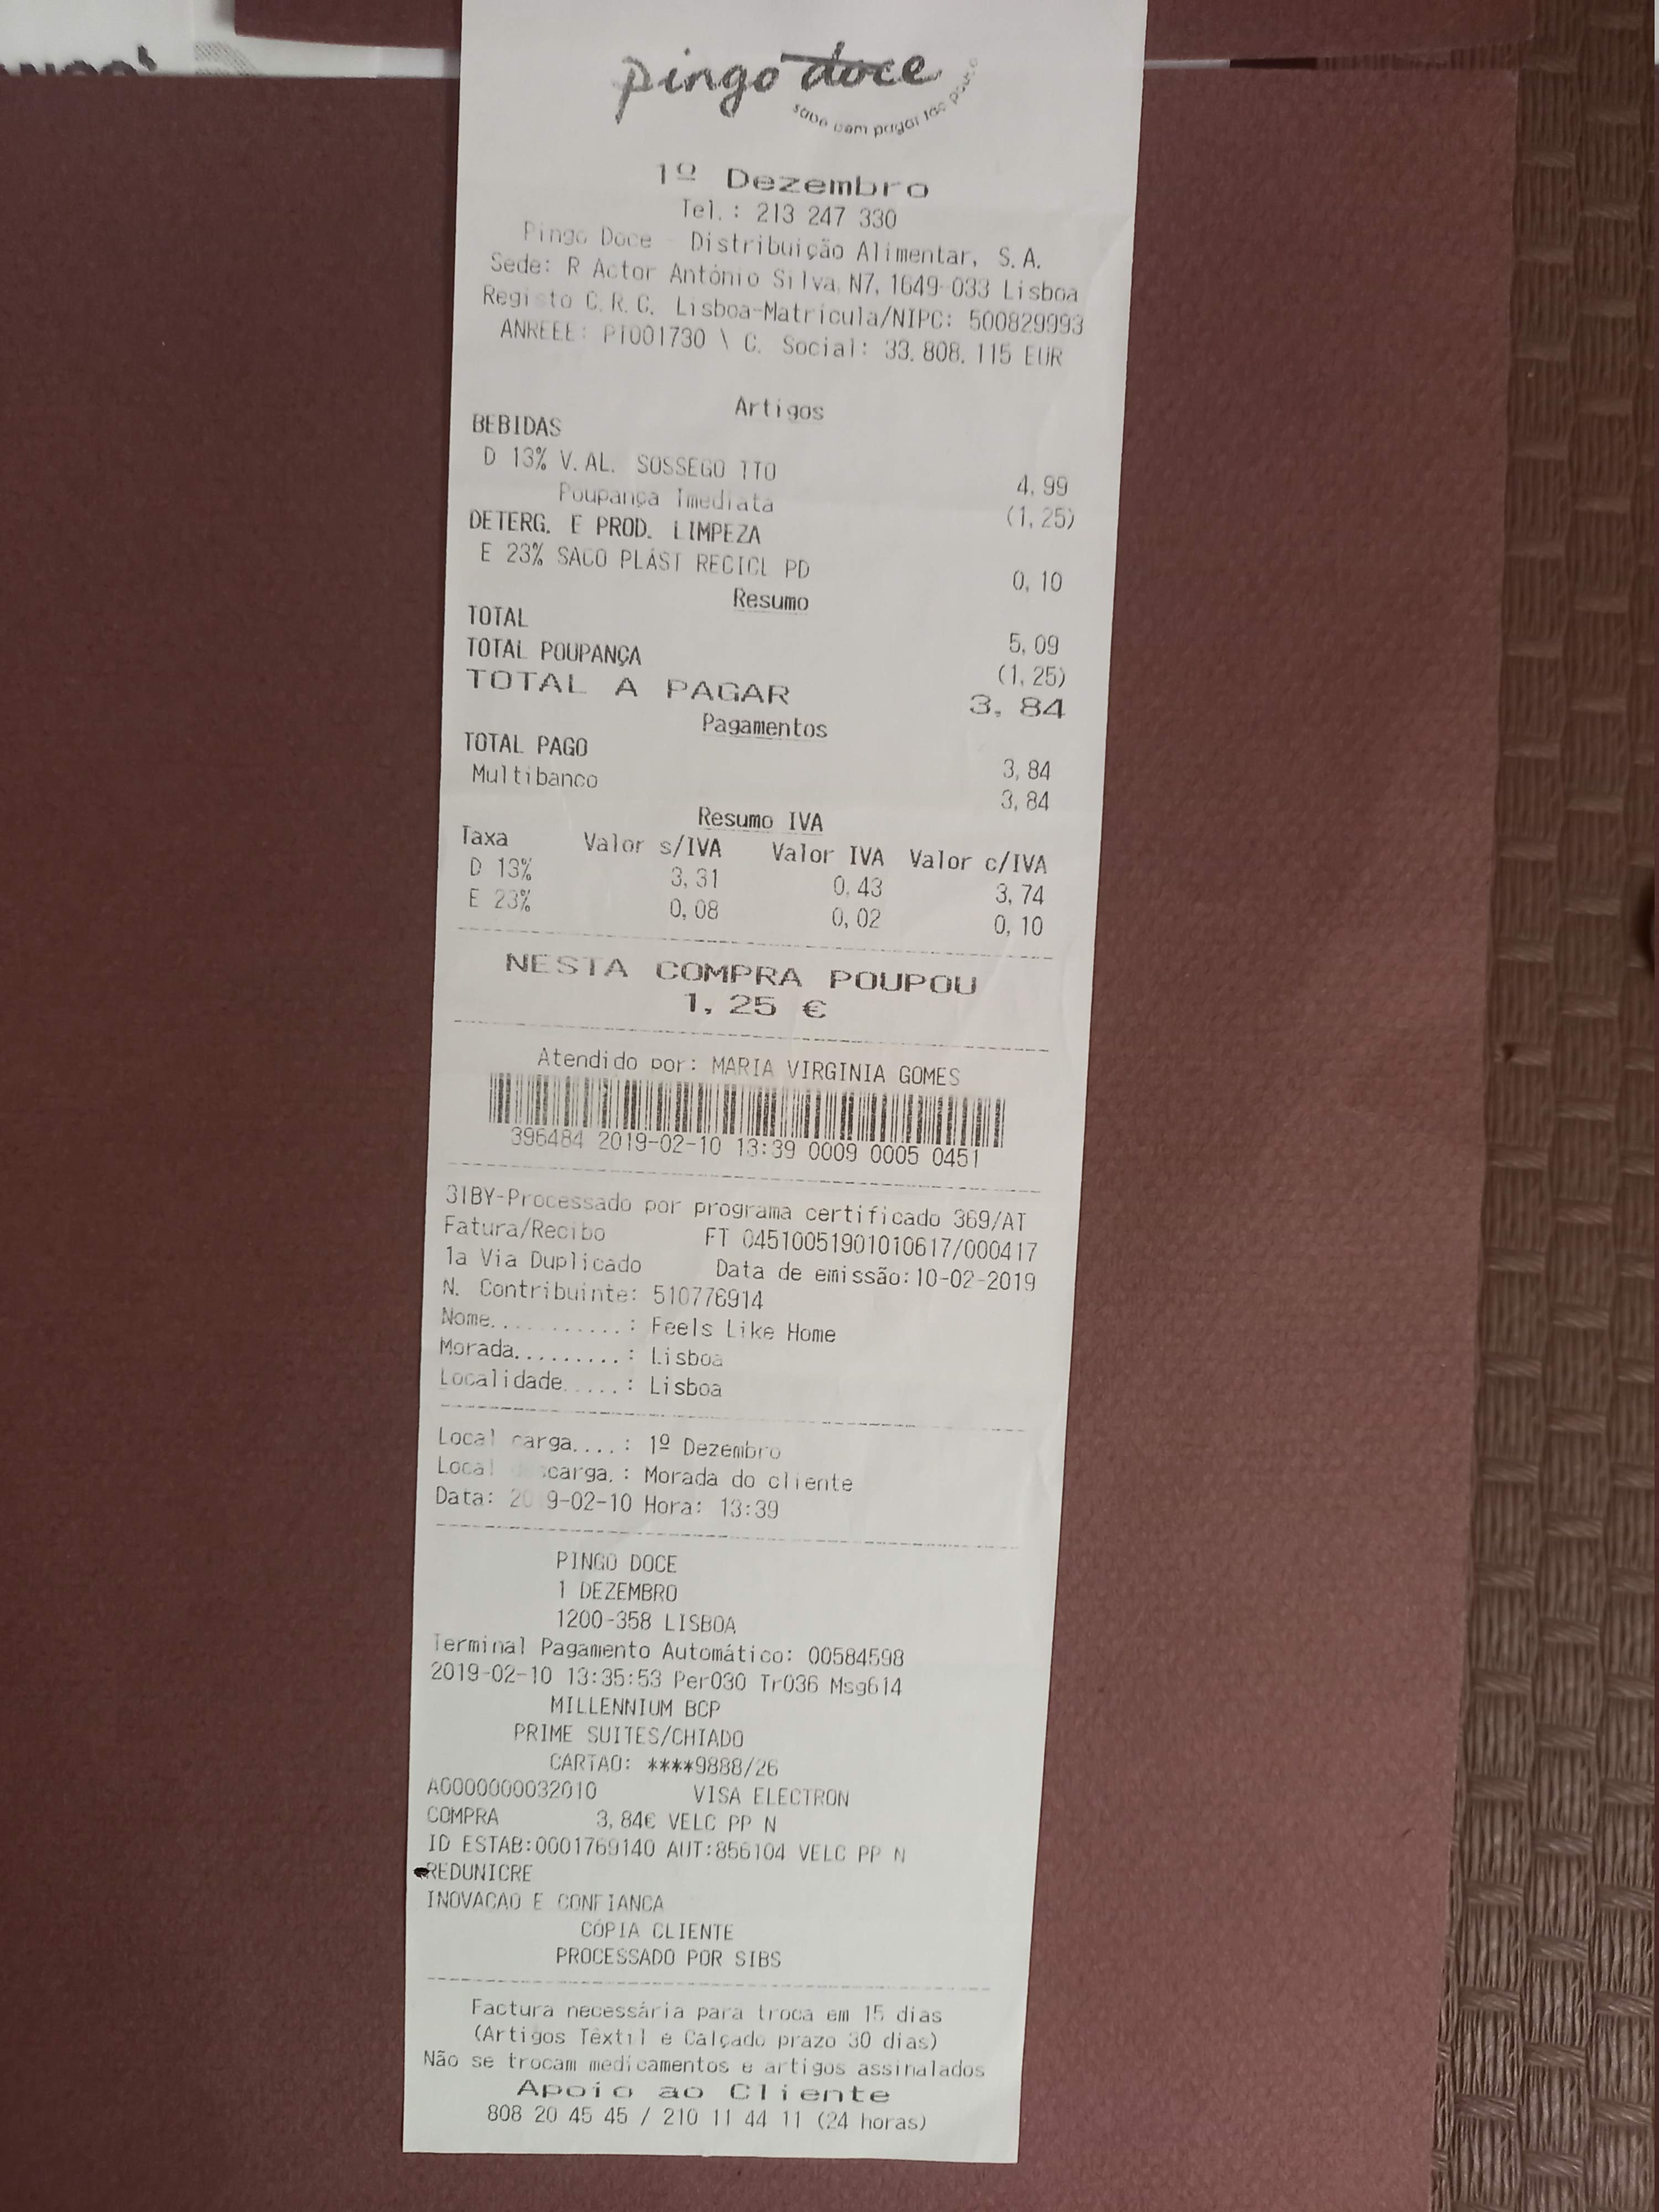 pingo doce
sabe bem pagar tão pouco
1º Dezembro
Tel.: 213 247 330
Pingo Doce - Distribuição Alimentar, S.A.
Sede: R Actor António Silva, N7, 1649-033 Lisboa
Registo C.R.C. Lisboa-Matrícula/NIPC: 500829993
ANREEE: PT001730 \ C. Social: 33.808.115 EUR
Artigos
BEBIDAS
D 13% V.AL. SOSSEGO TTO 4,99
Poupança Imediata (1,25)
DETERG. E PROD. LIMPEZA
E 23% SACO PLÁST RECICL PD 0,10
Resumo
TOTAL 5,09
TOTAL POUPANÇA (1,25)
TOTAL A PAGAR 3,84
Pagamentos
TOTAL PAGO 3,84
Multibanco 3,84
Resumo IVA
Taxa Valor s/IVA Valor IVA Valor c/IVA
D 13% 3,31 0,43 3,74
E 23% 0,08 0,02 0,10
NESTA COMPRA POUPOU
1,25 €
Atendido por: MARIA VIRGINIA GOMES
396484 2019-02-10 13:39 0009 0005 0451
3IBY-Processado por programa certificado 369/AT
Fatura/Recibo FT 04510051901010617/000417
1a Via Duplicado Data de emissão:10-02-2019
N. Contribuinte: 510776914
Nome...........: Feels Like Home
Morada.........: Lisboa
Localidade.....: Lisboa
Local carga....: 1º Dezembro
Local descarga.: Morada do cliente
Data: 2019-02-10 Hora: 13:39
PINGO DOCE
1 DEZEMBRO
1200-358 LISBOA
Terminal Pagamento Automático: 00584598
2019-02-10 13:35:53 Per030 Tr036 Msg614
MILLENNIUM BCP
PRIME SUITES/CHIADO
CARTAO: ****9888/26
A0000000032010 VISA ELECTRON
COMPRA 3,84€ VELC PP N
ID ESTAB:0001769140 AUT:856104 VELC PP N
REDUNICRE
INOVACAO E CONFIANCA
CÓPIA CLIENTE
PROCESSADO POR SIBS
Factura necessária para troca em 15 dias
(Artigos Têxtil e Calçado prazo 30 dias)
Não se trocam medicamentos e artigos assinalados
Apoio ao Cliente
808 20 45 45 / 210 11 44 11 (24 horas)